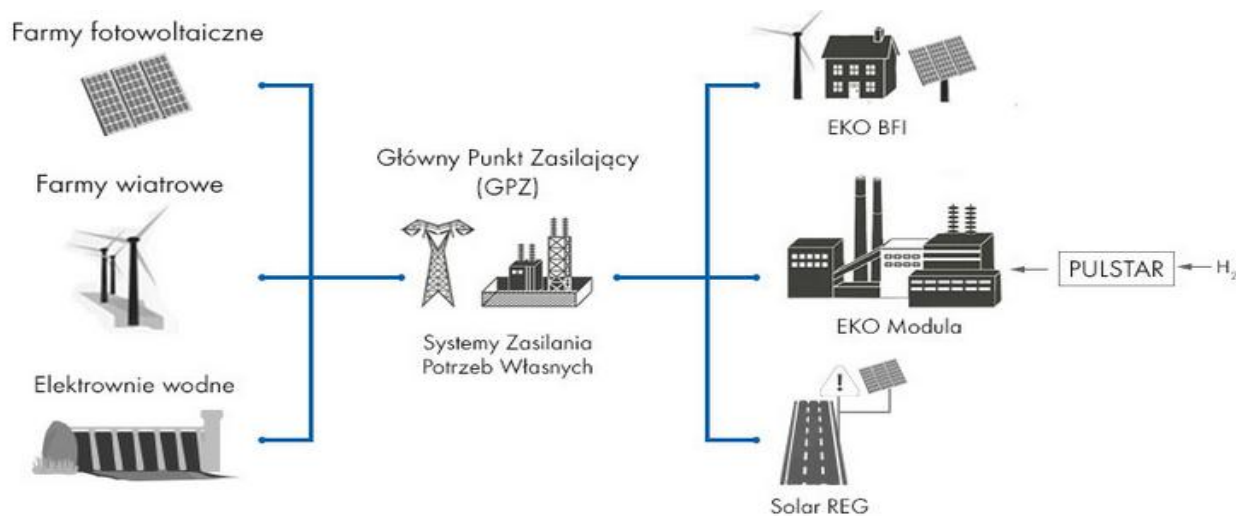 Farmy fotowoltaiczne
Farmy wiatrowe
Elektrownie wodne
Główny Punkt Zasilający
(GPZ)
Systemy Zasilania
Potrzeb Własnych
EKO BFI
EKO Modula
PULSTAR
H₂
!
Solar REG